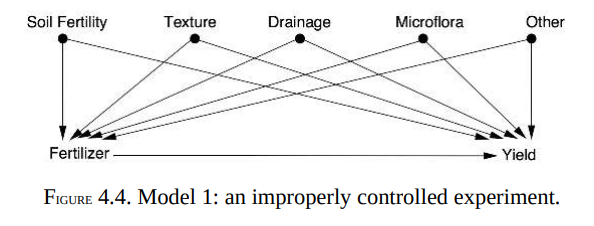 Soil Fertility Texture Drainage Microflora Other
Fertilizer Yield
FIGURE 4.4. Model 1: an improperly controlled experiment.